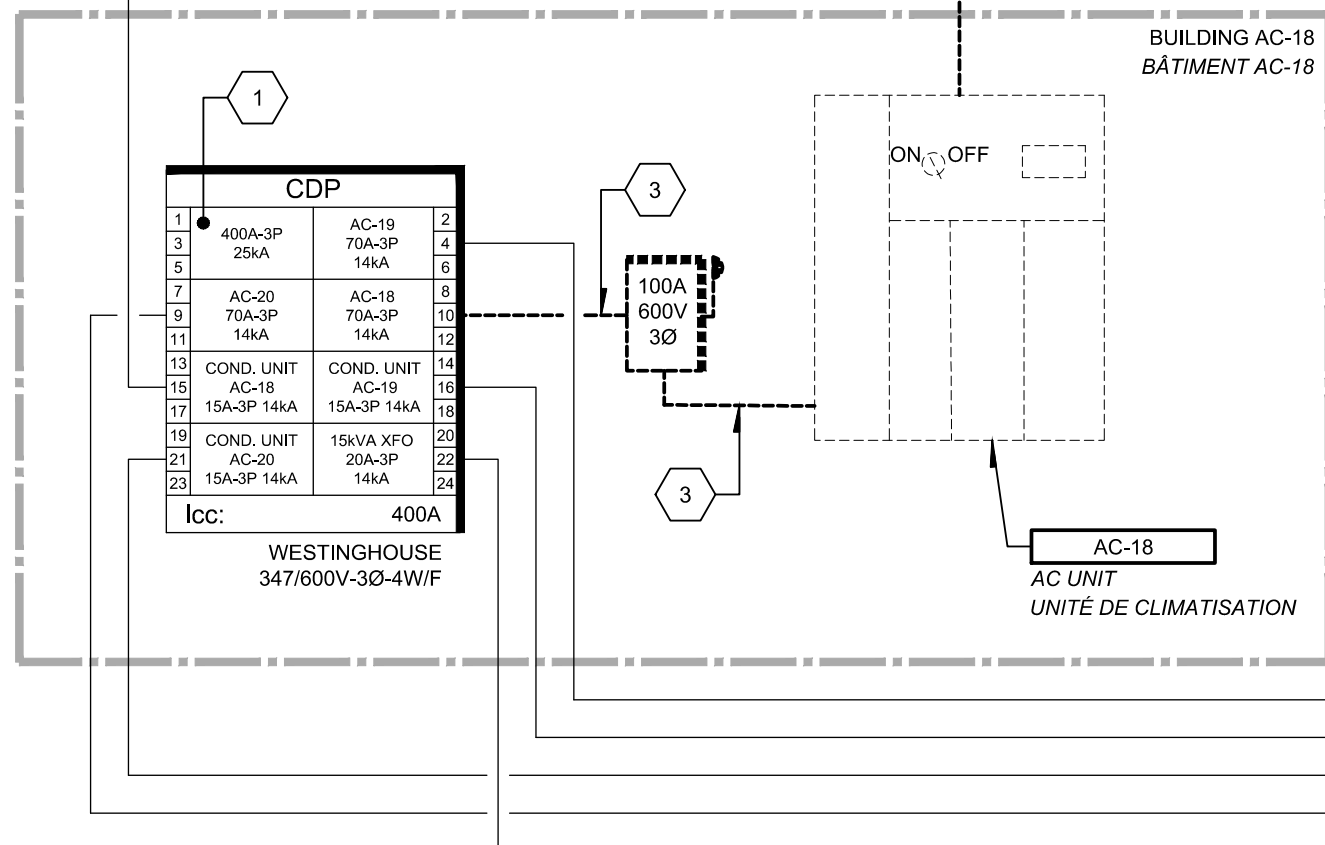 BUILDING AC-18
BÂTIMENT AC-18
1
ON OFF
3
CDP
1
3
5
400A-3P
25kA
AC-19
70A-3P
14kA
2
4
6
7
9
11
AC-20
70A-3P
14kA
AC-18
70A-3P
14kA
8
10
12
13
15
17
COND. UNIT
AC-18
15A-3P 14kA
COND. UNIT
AC-19
15A-3P 14kA
14
16
18
19
21
23
COND. UNIT
AC-20
15A-3P 14kA
15kVA XFO
20A-3P
14kA
20
22
24
Icc: 400A
WESTINGHOUSE
347/600V-3Ø-4W/F
100A
600V
3Ø
3
AC-18
AC UNIT
UNITÉ DE CLIMATISATION